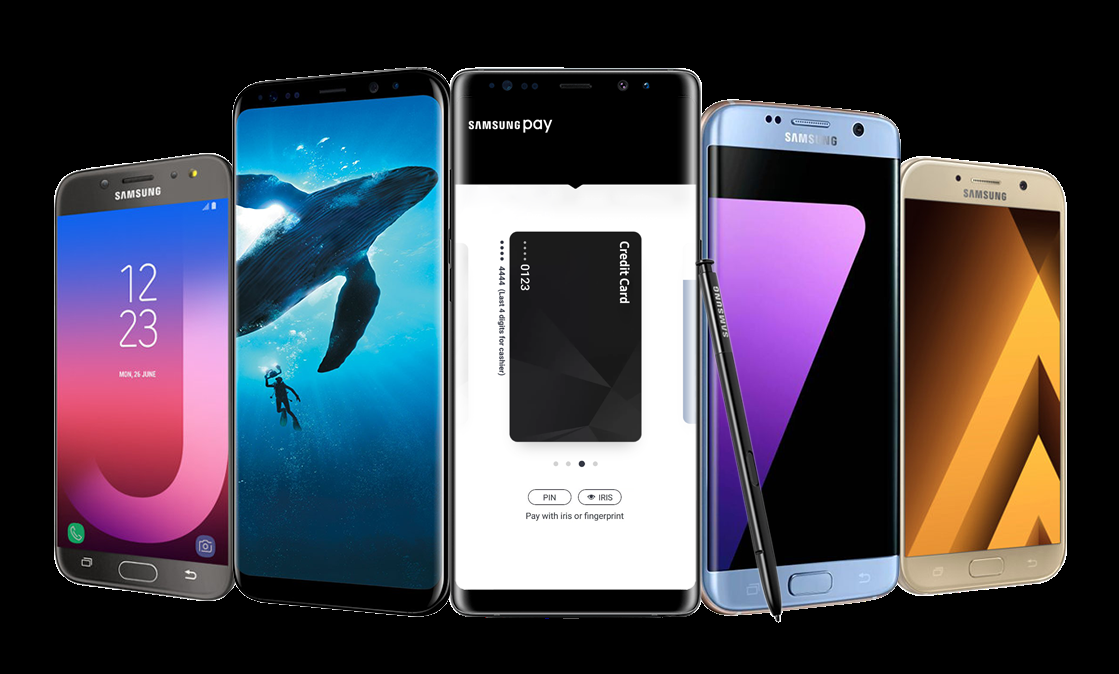 SAMSUNG
12
23
MON, 26 JUNE
SAMSUNG pay
Credit Card
•••• 0123
•••• 4444 (Last 4 digits for cashier)
PIN
IRIS
Pay with iris or fingerprint
SAMSUNG
SAMSUNG
SAMSUNG